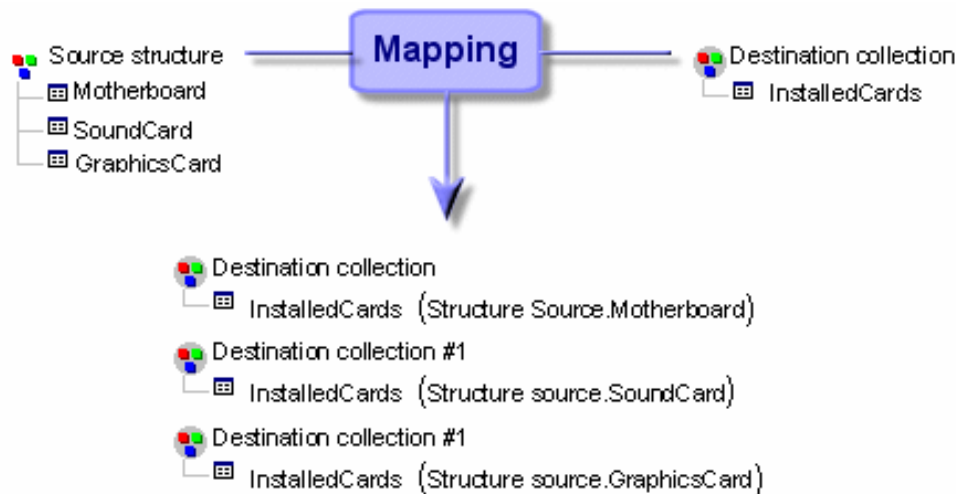 Mapping
Source structure
Motherboard
SoundCard
GraphicsCard
Destination collection
InstalledCards
Destination collection
InstalledCards (Structure Source.Motherboard)
Destination collection #1
InstalledCards (Structure source.SoundCard)
Destination collection #1
InstalledCards (Structure source.GraphicsCard)